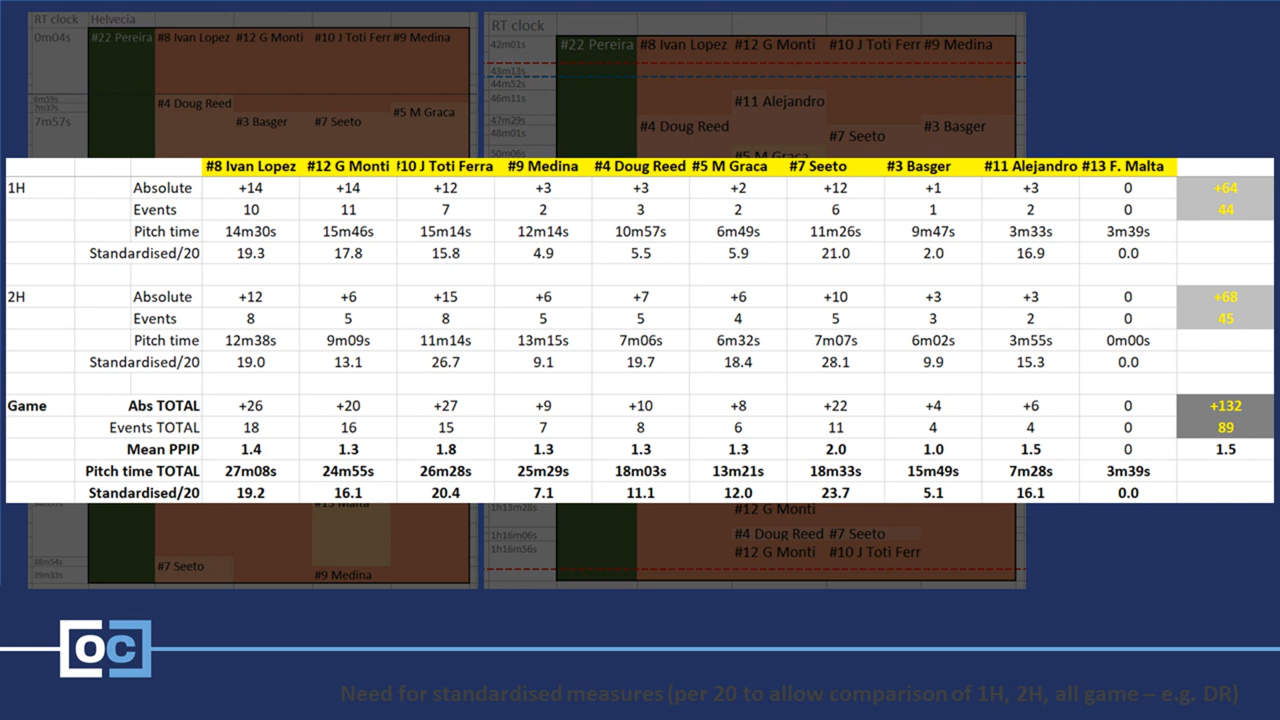 RT clock Helvecia
0m04s #22 Pereira #8 Ivan Lopez #12 G Monti #10 J Toti Ferr #9 Medina
6m59s #4 Doug Reed
7m37s #5 M Graca
7m57s #3 Basger #7 Seeto
RT clock
42m01s #22 Pereira #8 Ivan Lopez #12 G Monti #10 J Toti Ferr #9 Medina
43m13s
44m52s
46m11s #11 Alejandro
47m29s #4 Doug Reed #3 Basger
48m01s #7 Seeto
50m06s #5 M Graca
#8 Ivan Lopez #12 G Monti #10 J Toti Ferra #9 Medina #4 Doug Reed #5 M Graca #7 Seeto #3 Basger #11 Alejandro #13 F. Malta
1H Absolute +14 +14 +12 +3 +3 +2 +12 +1 +3 0 +64
Events 10 11 7 2 3 2 6 1 2 0 44
Pitch time 14m30s 15m46s 15m14s 12m14s 10m57s 6m49s 11m26s 9m47s 3m33s 3m39s
Standardised/20 19.3 17.8 15.8 4.9 5.5 5.9 21.0 2.0 16.9 0.0
2H Absolute +12 +6 +15 +6 +7 +6 +10 +3 +3 0 +68
Events 8 5 8 5 5 4 5 3 2 0 45
Pitch time 12m38s 9m09s 11m14s 13m15s 7m06s 6m32s 7m07s 6m02s 3m55s 0m00s
Standardised/20 19.0 13.1 26.7 9.1 19.7 18.4 28.1 9.9 15.3 0.0
Game Abs TOTAL +26 +20 +27 +9 +10 +8 +22 +4 +6 0 +132
Events TOTAL 18 16 15 7 8 6 11 4 4 0 89
Mean PPIP 1.4 1.3 1.8 1.3 1.3 1.3 2.0 1.0 1.5 0 1.5
Pitch time TOTAL 27m08s 24m55s 26m28s 25m29s 18m03s 13m21s 18m33s 15m49s 7m28s 3m39s
Standardised/20 19.2 16.1 20.4 7.1 11.1 12.0 23.7 5.1 16.1 0.0
#13 Malta
38m54s #7 Seeto
39m33s #9 Medina
1h13m28s #12 G Monti
1h16m06s #4 Doug Reed #7 Seeto
1h16m56s #12 G Monti #10 J Toti Ferr
OC
Need for standardised measures (per 20 to allow comparison of 1H, 2H, all game – e.g. DR)